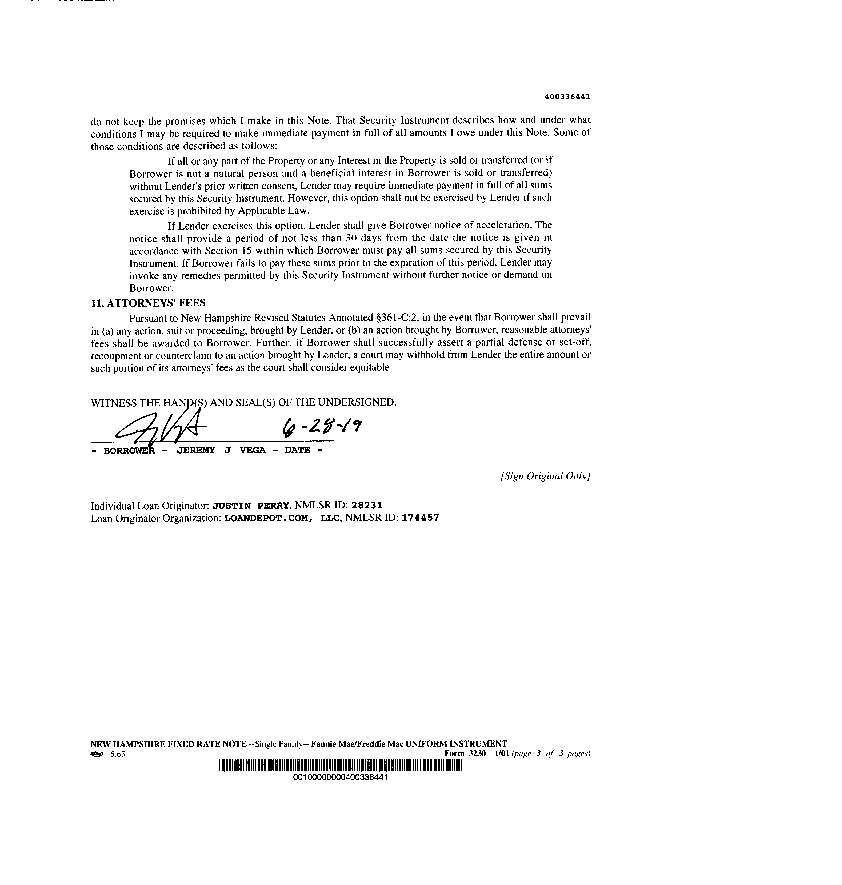 400336441
do not keep the promises which I make in this Note. That Security Instrument describes how and under what
conditions I may be required to make immediate payment in full of all amounts I owe under this Note. Some of
those conditions are described as follows:
If all or any part of the Property or any Interest in the Property is sold or transferred (or if
Borrower is not a natural person and a beneficial interest in Borrower is sold or transferred)
without Lender's prior written consent, Lender may require immediate payment in full of all sums
secured by this Security Instrument. However, this option shall not be exercised by Lender if such
exercise is prohibited by Applicable Law.
If Lender exercises this option, Lender shall give Borrower notice of acceleration. The
notice shall provide a period of not less than 30 days from the date the notice is given in
accordance with Section 15 within which Borrower must pay all sums secured by this Security
Instrument. If Borrower fails to pay these sums prior to the expiration of this period, Lender may
invoke any remedies permitted by this Security Instrument without further notice or demand on
Borrower.
11. ATTORNEYS' FEES
Pursuant to New Hampshire Revised Statutes Annotated §361-C:2, in the event that Borrower shall prevail
in (a) any action, suit or proceeding, brought by Lender, or (b) an action brought by Borrower, reasonable attorneys'
fees shall be awarded to Borrower. Further, if Borrower shall successfully assert a partial defense or set-off,
recoupment or counterclaim to an action brought by Lender, a court may withhold from Lender the entire amount or
such portion of its attorneys' fees as the court shall consider equitable
WITNESS THE HAND(S) AND SEAL(S) OF THE UNDERSIGNED.
6-28-19
- BORROWER - JEREMY J VEGA - DATE -
[Sign Original Only]
Individual Loan Originator: JUSTIN PERRY, NMLSR ID: 28231
Loan Originator Organization: LOANDEPOT.COM, LLC, NMLSR ID: 174457
NEW HAMPSHIRE FIXED RATE NOTE--Single Family--Fannie Mae/Freddie Mac UNIFORM INSTRUMENT
5.63 Form 3230 1/01 (page 3 of 3 pages)
00100000000400336441